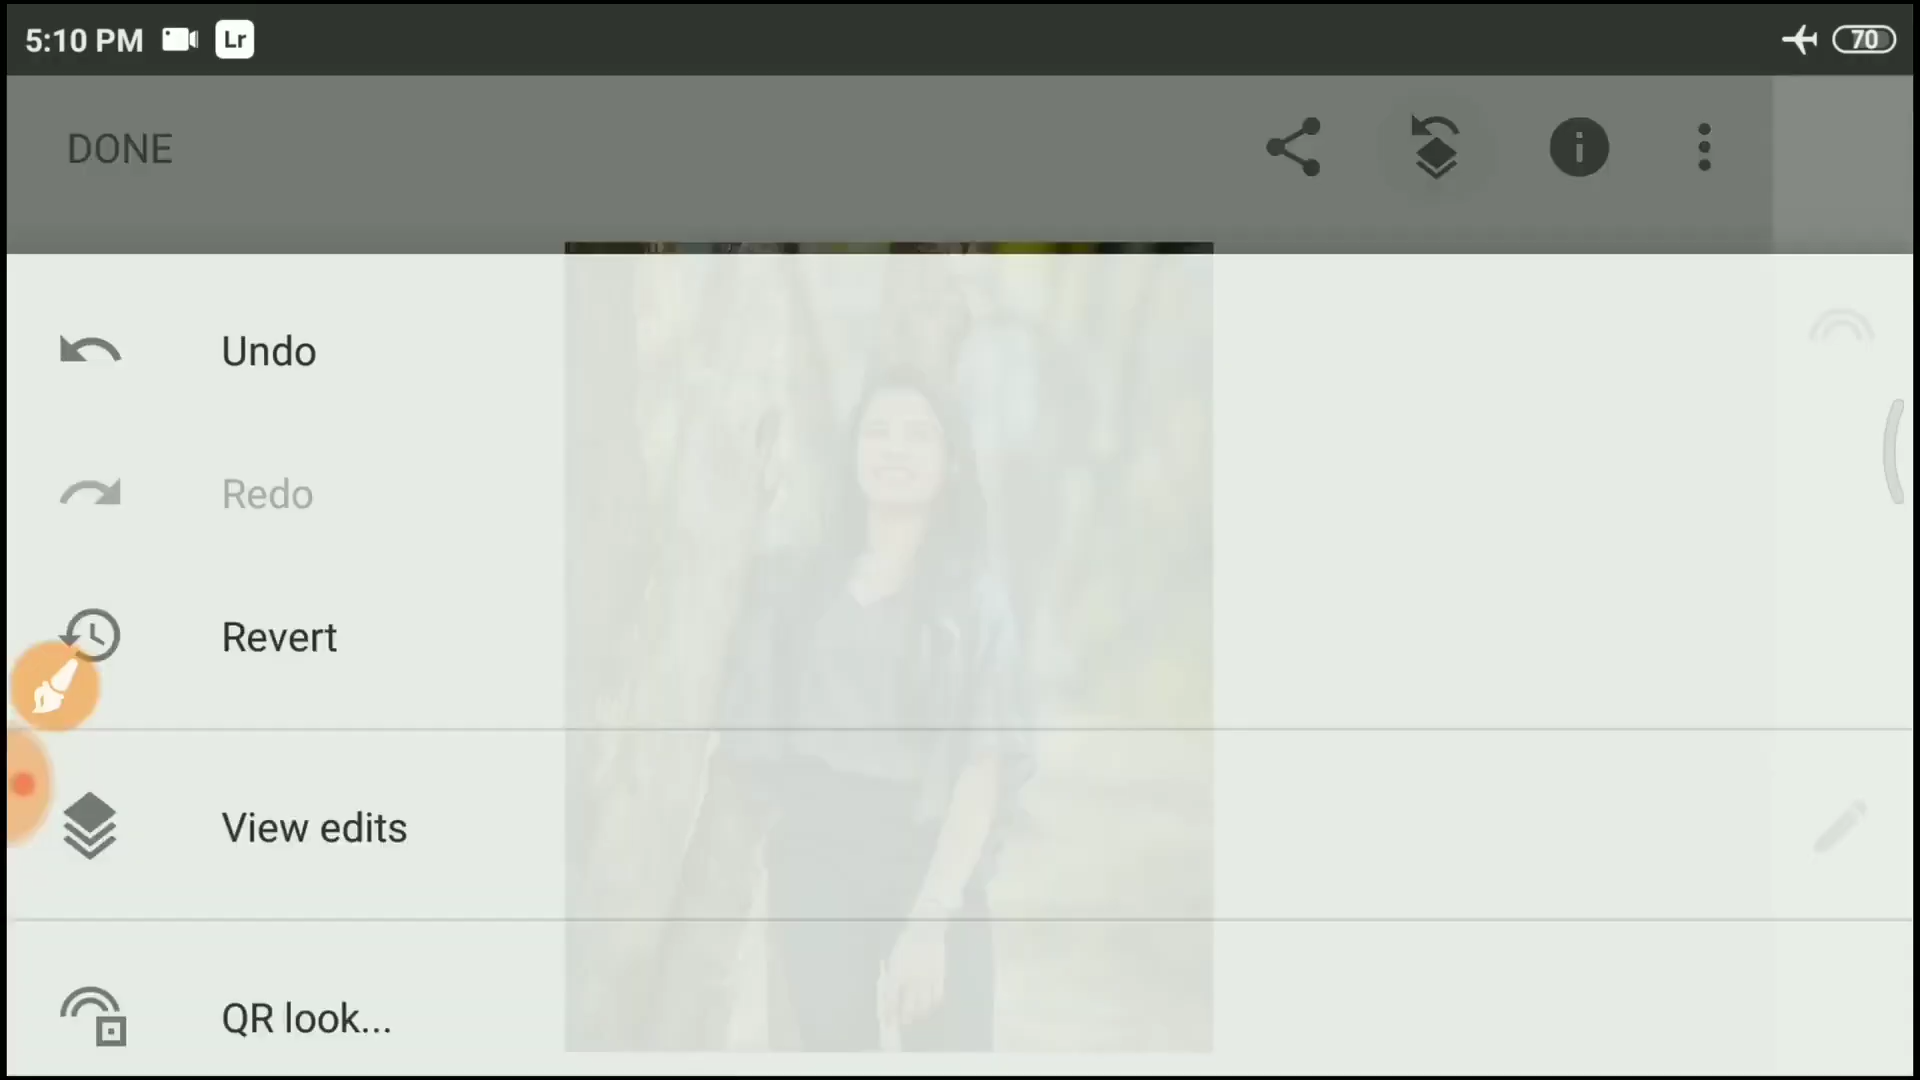 5:10 PM Lr 70
DONE
Undo
Redo
Revert
View edits
QR look...